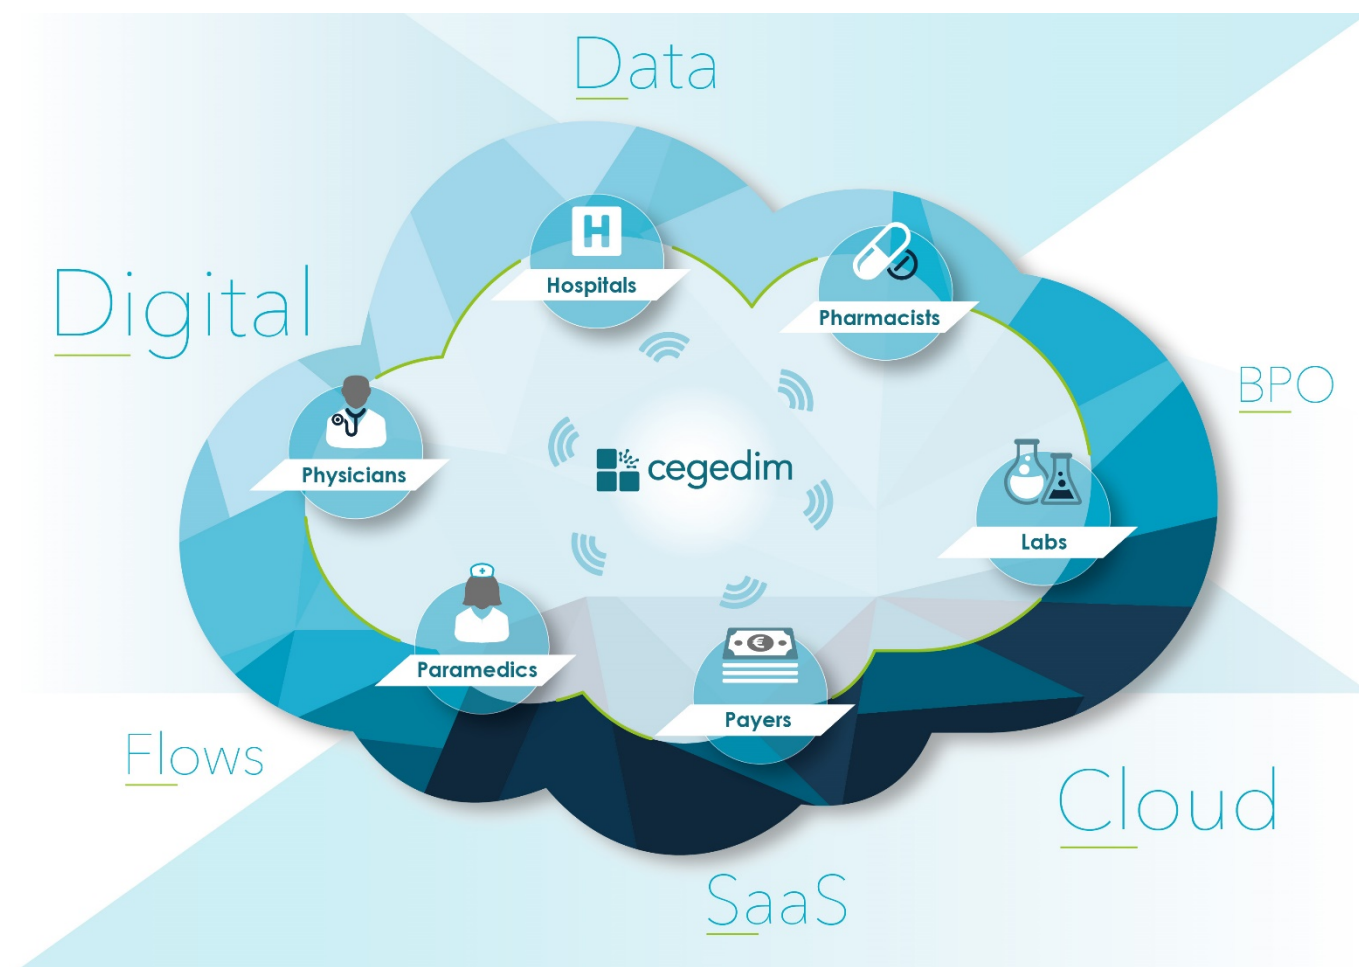 Data
Digital
Hospitals
Pharmacists
BPO
Physicians
cegedim
Labs
Paramedics
Payers
Flows
Cloud
SaaS